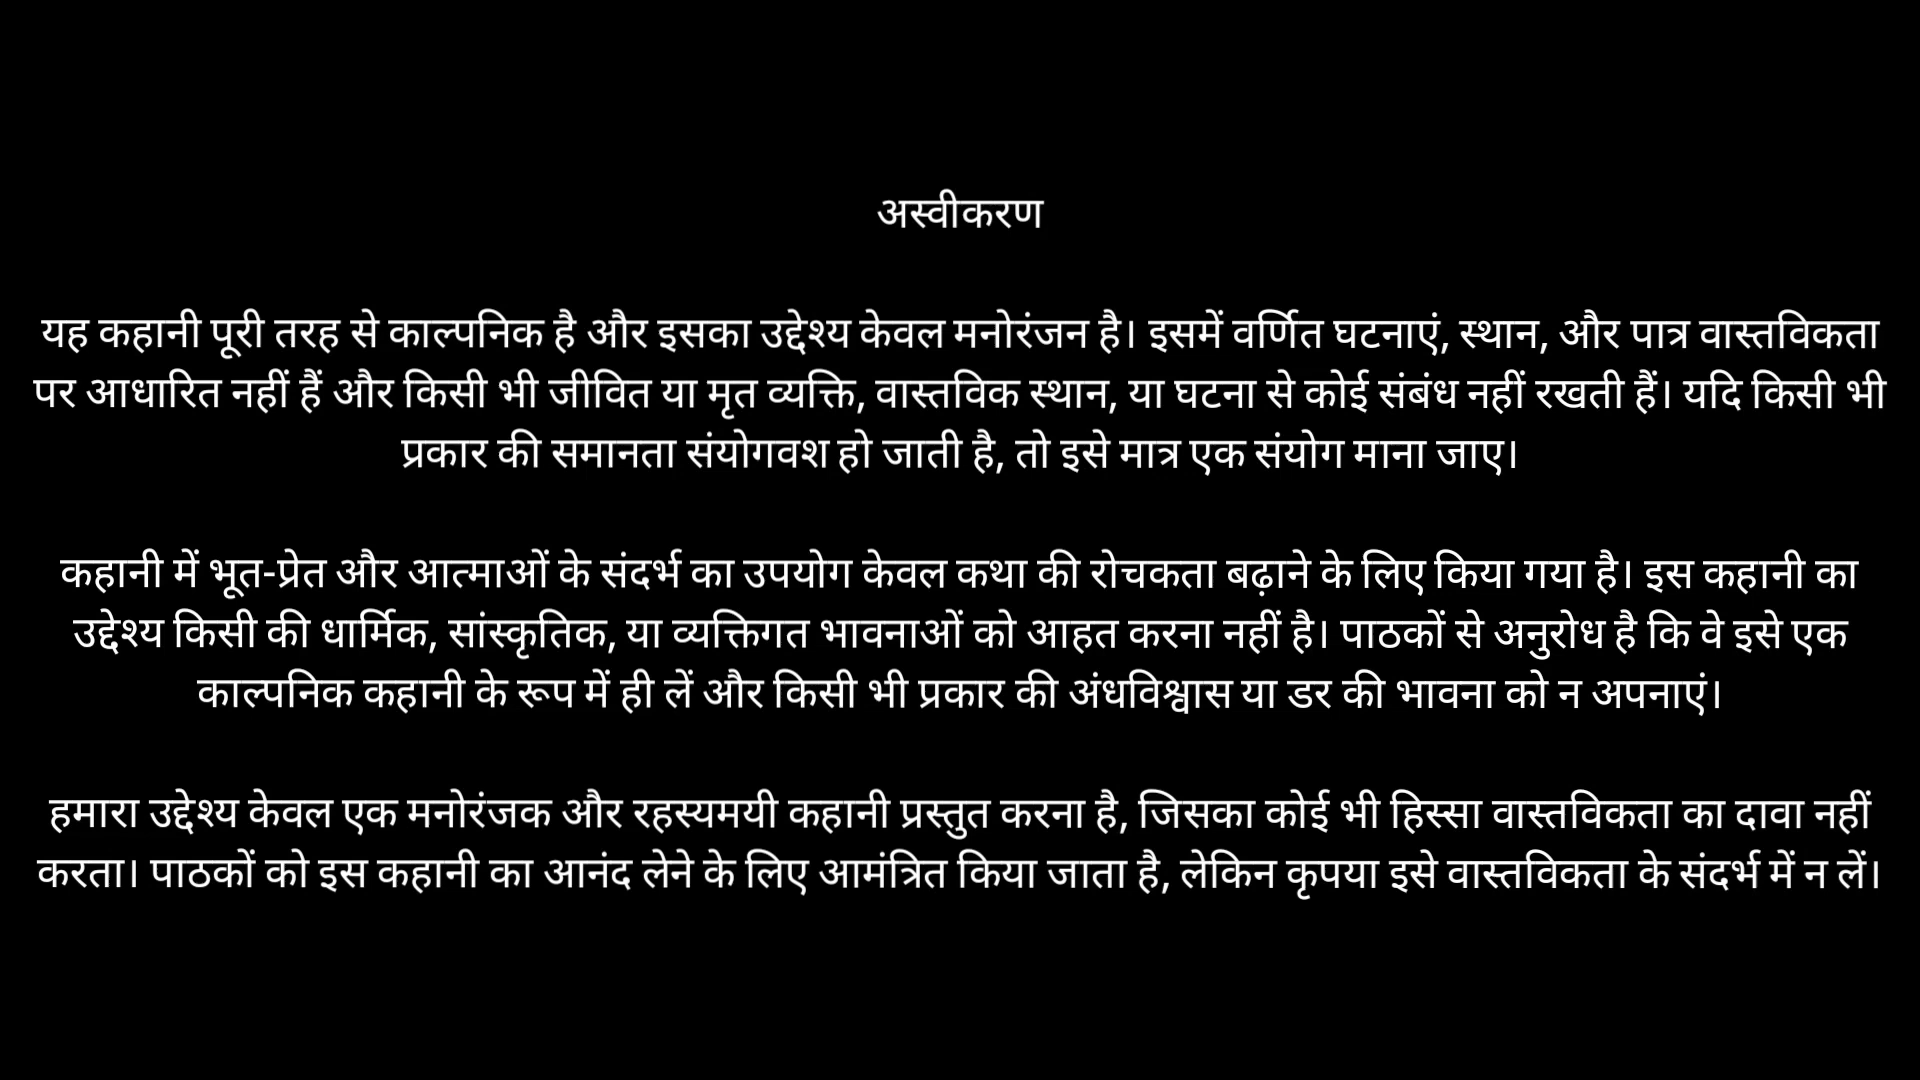 अस्वीकरण
यह कहानी पूरी तरह से काल्पनिक है और इसका उद्देश्य केवल मनोरंजन है। इसमें वर्णित घटनाएं, स्थान, और पात्र वास्तविकता
पर आधारित नहीं हैं और किसी भी जीवित या मृत व्यक्ति, वास्तविक स्थान, या घटना से कोई संबंध नहीं रखती हैं। यदि किसी भी
प्रकार की समानता संयोगवश हो जाती है, तो इसे मात्र एक संयोग माना जाए।
कहानी में भूत-प्रेत और आत्माओं के संदर्भ का उपयोग केवल कथा की रोचकता बढ़ाने के लिए किया गया है। इस कहानी का
उद्देश्य किसी की धार्मिक, सांस्कृतिक, या व्यक्तिगत भावनाओं को आहत करना नहीं है। पाठकों से अनुरोध है कि वे इसे एक
काल्पनिक कहानी के रूप में ही लें और किसी भी प्रकार की अंधविश्वास या डर की भावना को न अपनाएं।
हमारा उद्देश्य केवल एक मनोरंजक और रहस्यमयी कहानी प्रस्तुत करना है, जिसका कोई भी हिस्सा वास्तविकता का दावा नहीं
करता। पाठकों को इस कहानी का आनंद लेने के लिए आमंत्रित किया जाता है, लेकिन कृपया इसे वास्तविकता के संदर्भ में न लें।